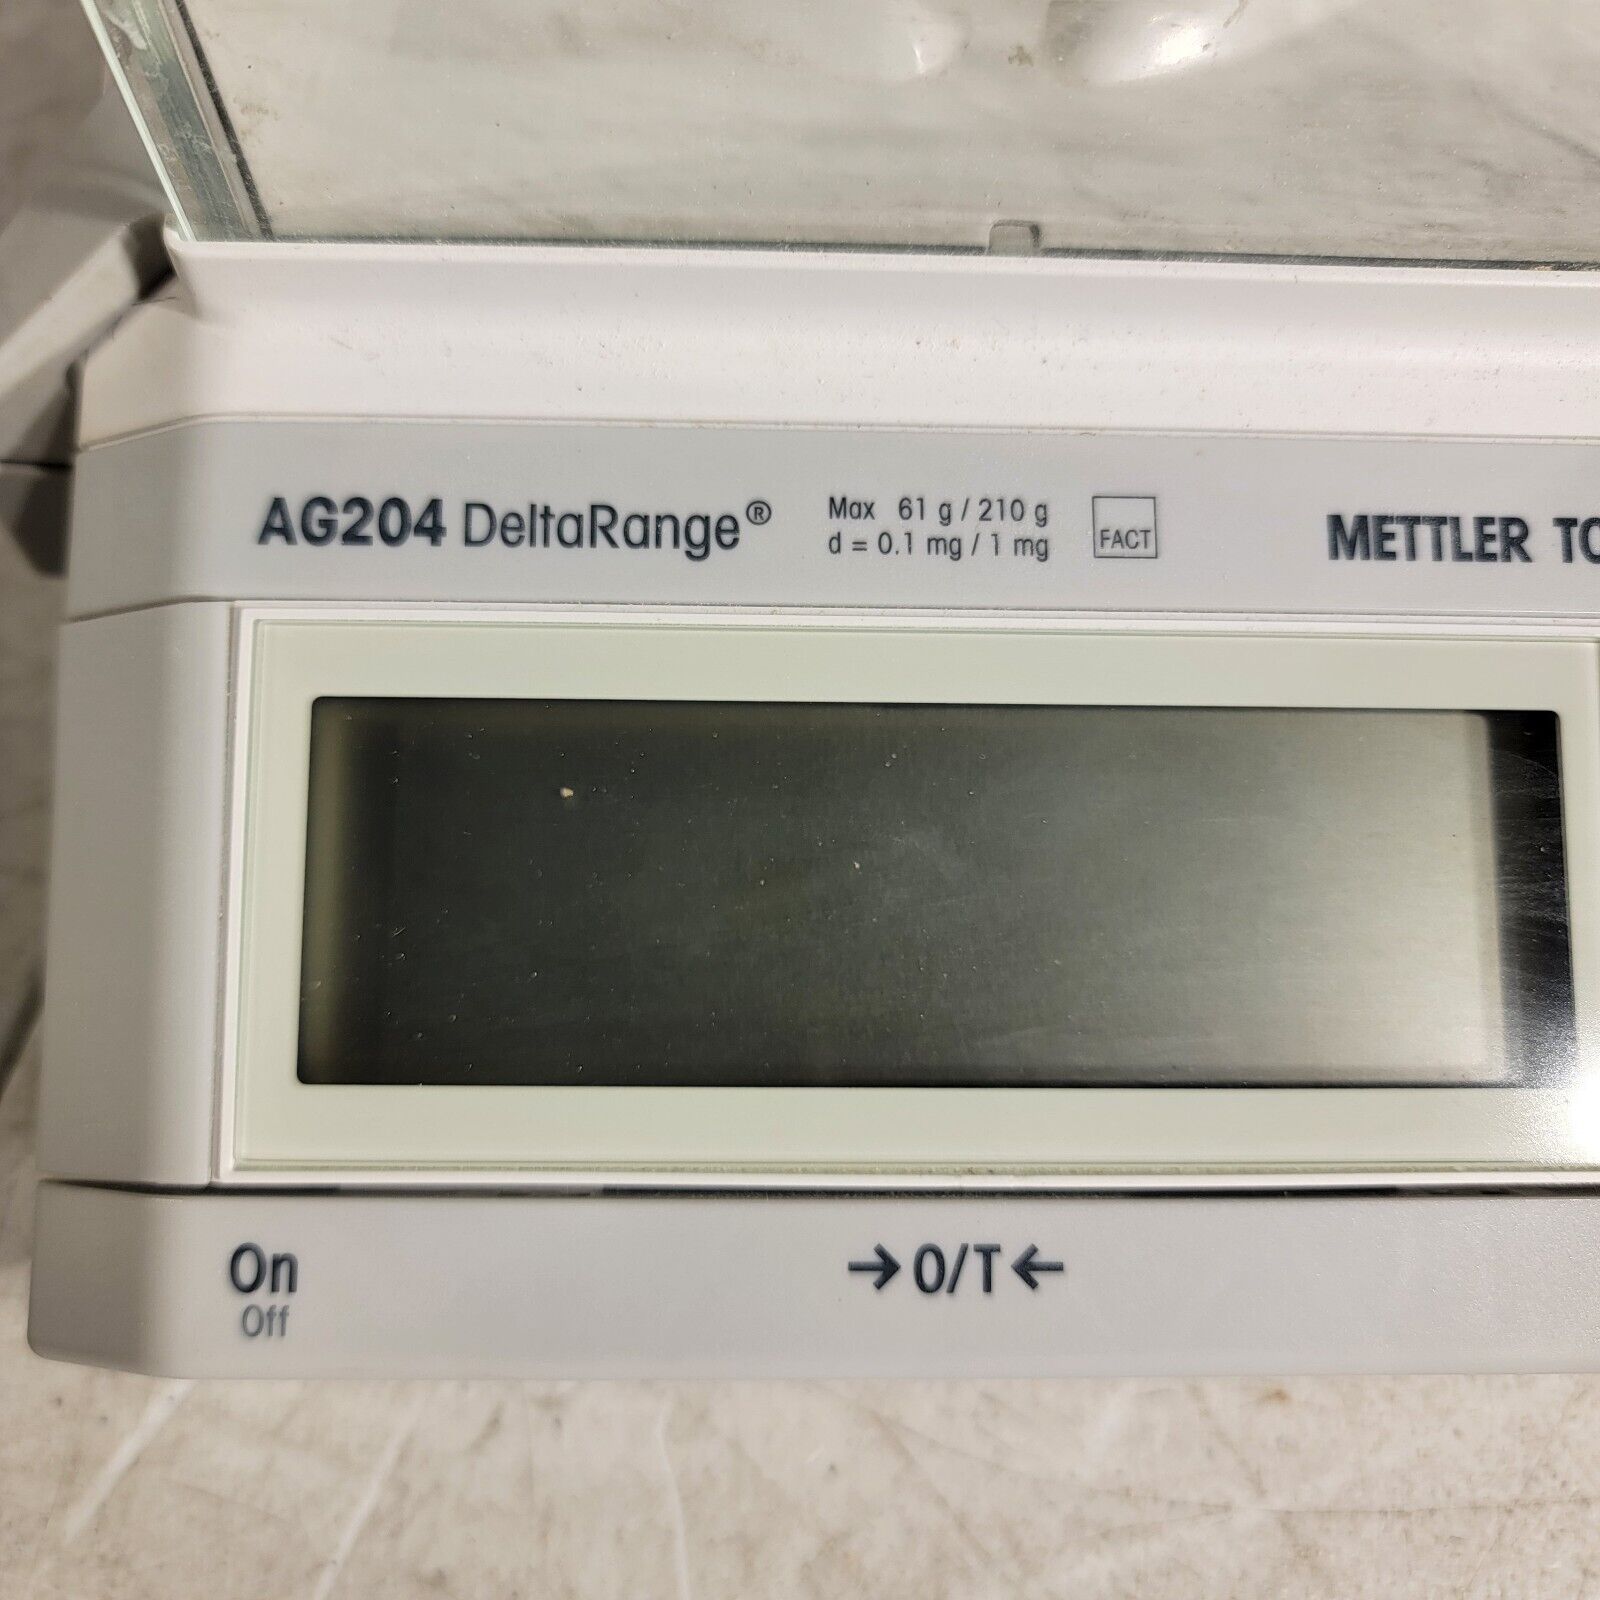 AG204 DeltaRange®
Max 61 g / 210 g
d = 0.1 mg / 1 mg
FACT
METTLER TO
On
Off
→ 0/T ←